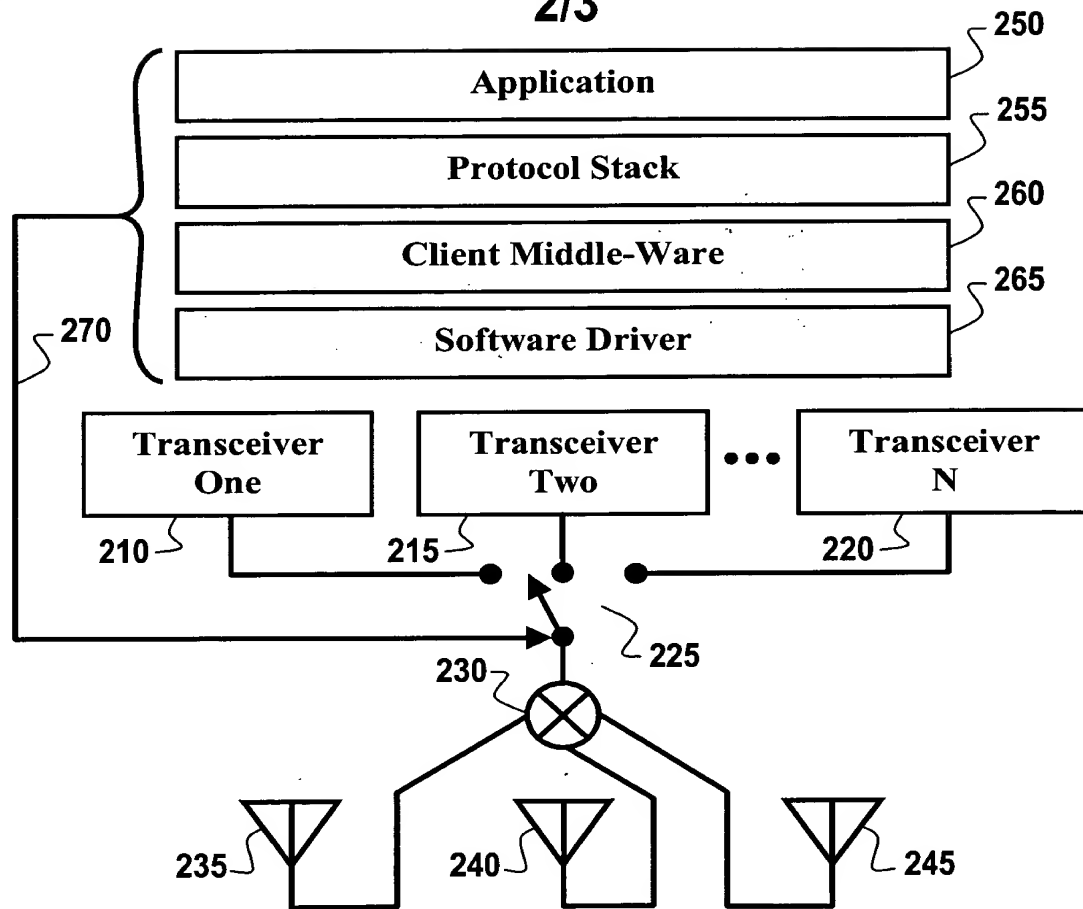 2/3
250
Application
255
Protocol Stack
260
Client Middle-Ware
265
Software Driver
270
Transceiver
One
Transceiver
Two
Transceiver
N
210
215
220
225
230
235
240
245